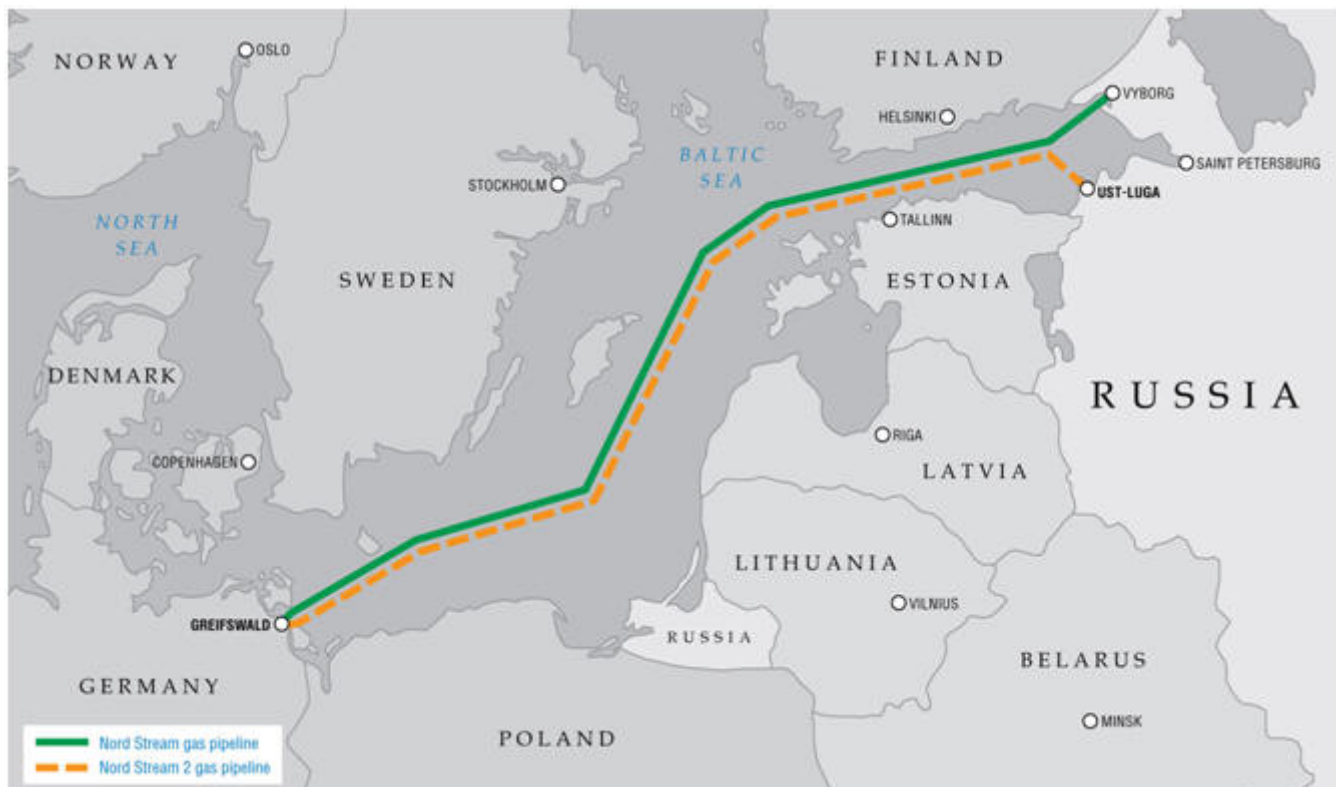 NORWAY
OSLO
FINLAND
VYBORG
HELSINKI
BALTIC
SEA
SAINT PETERSBURG
STOCKHOLM
UST-LUGA
NORTH
SEA
TALLINN
SWEDEN
ESTONIA
DENMARK
RUSSIA
RIGA
COPENHAGEN
LATVIA
LITHUANIA
VILNIUS
GREIFSWALD
RUSSIA
BELARUS
GERMANY
MINSK
POLAND
Nord Stream gas pipeline
Nord Stream 2 gas pipeline